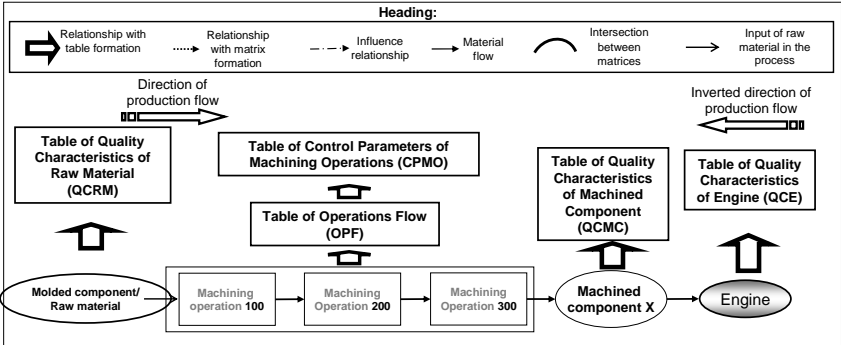 Heading:
Relationship with
table formation
Relationship
with matrix
formation
Influence
relationship
Material
flow
Intersection
between
matrices
Input of raw
material in the
process
Direction of
production flow
Inverted direction of
production flow
Table of Quality
Characteristics of
Raw Material
(QCRM)
Table of Control Parameters of
Machining Operations (CPMO)
Table of Quality
Characteristics
of Machined
Component
(QCMC)
Table of Quality
Characteristics
of Engine (QCE)
Table of Operations Flow
(OPF)
Molded component/
Raw material
Machining
operation 100
Machining
Operation 200
Machining
Operation 300
Machined
component X
Engine